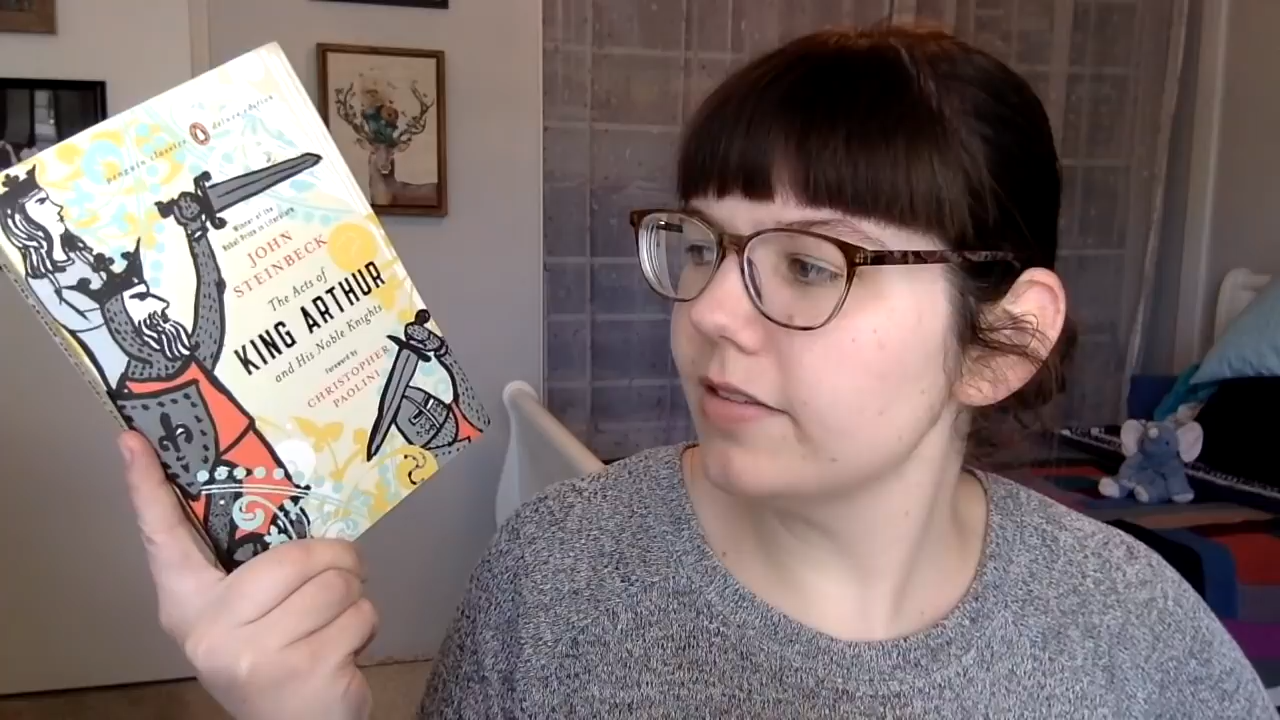 penguin classics deluxe edition
Winner of the
Nobel Prize in Literature
JOHN
STEINBECK
The Acts of
KING ARTHUR
and His Noble Knights
Foreword by
CHRISTOPHER
PAOLINI